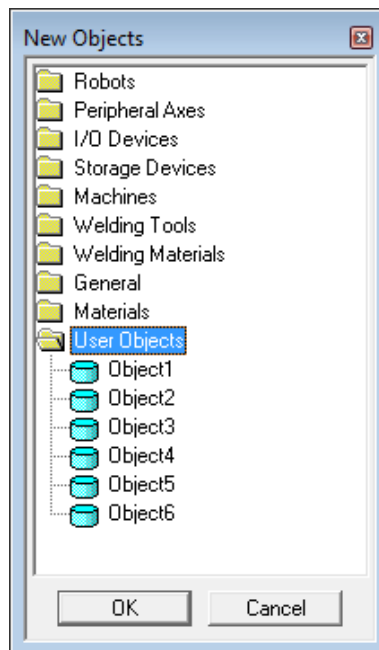 New Objects
Robots
Peripheral Axes
I/O Devices
Storage Devices
Machines
Welding Tools
Welding Materials
General
Materials
User Objects
Object1
Object2
Object3
Object4
Object5
Object6
OK Cancel